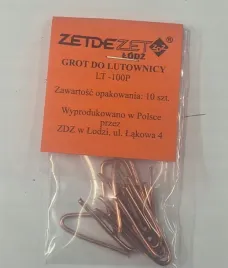 ZETDEZET ZDZ ®
ŁÓDŹ
GROT DO LUTOWNICY
LT -100P
Zawartość opakowania: 10 szt.
Wyprodukowano w Polsce
przez
ZDZ w Łodzi, ul. Łąkowa 4